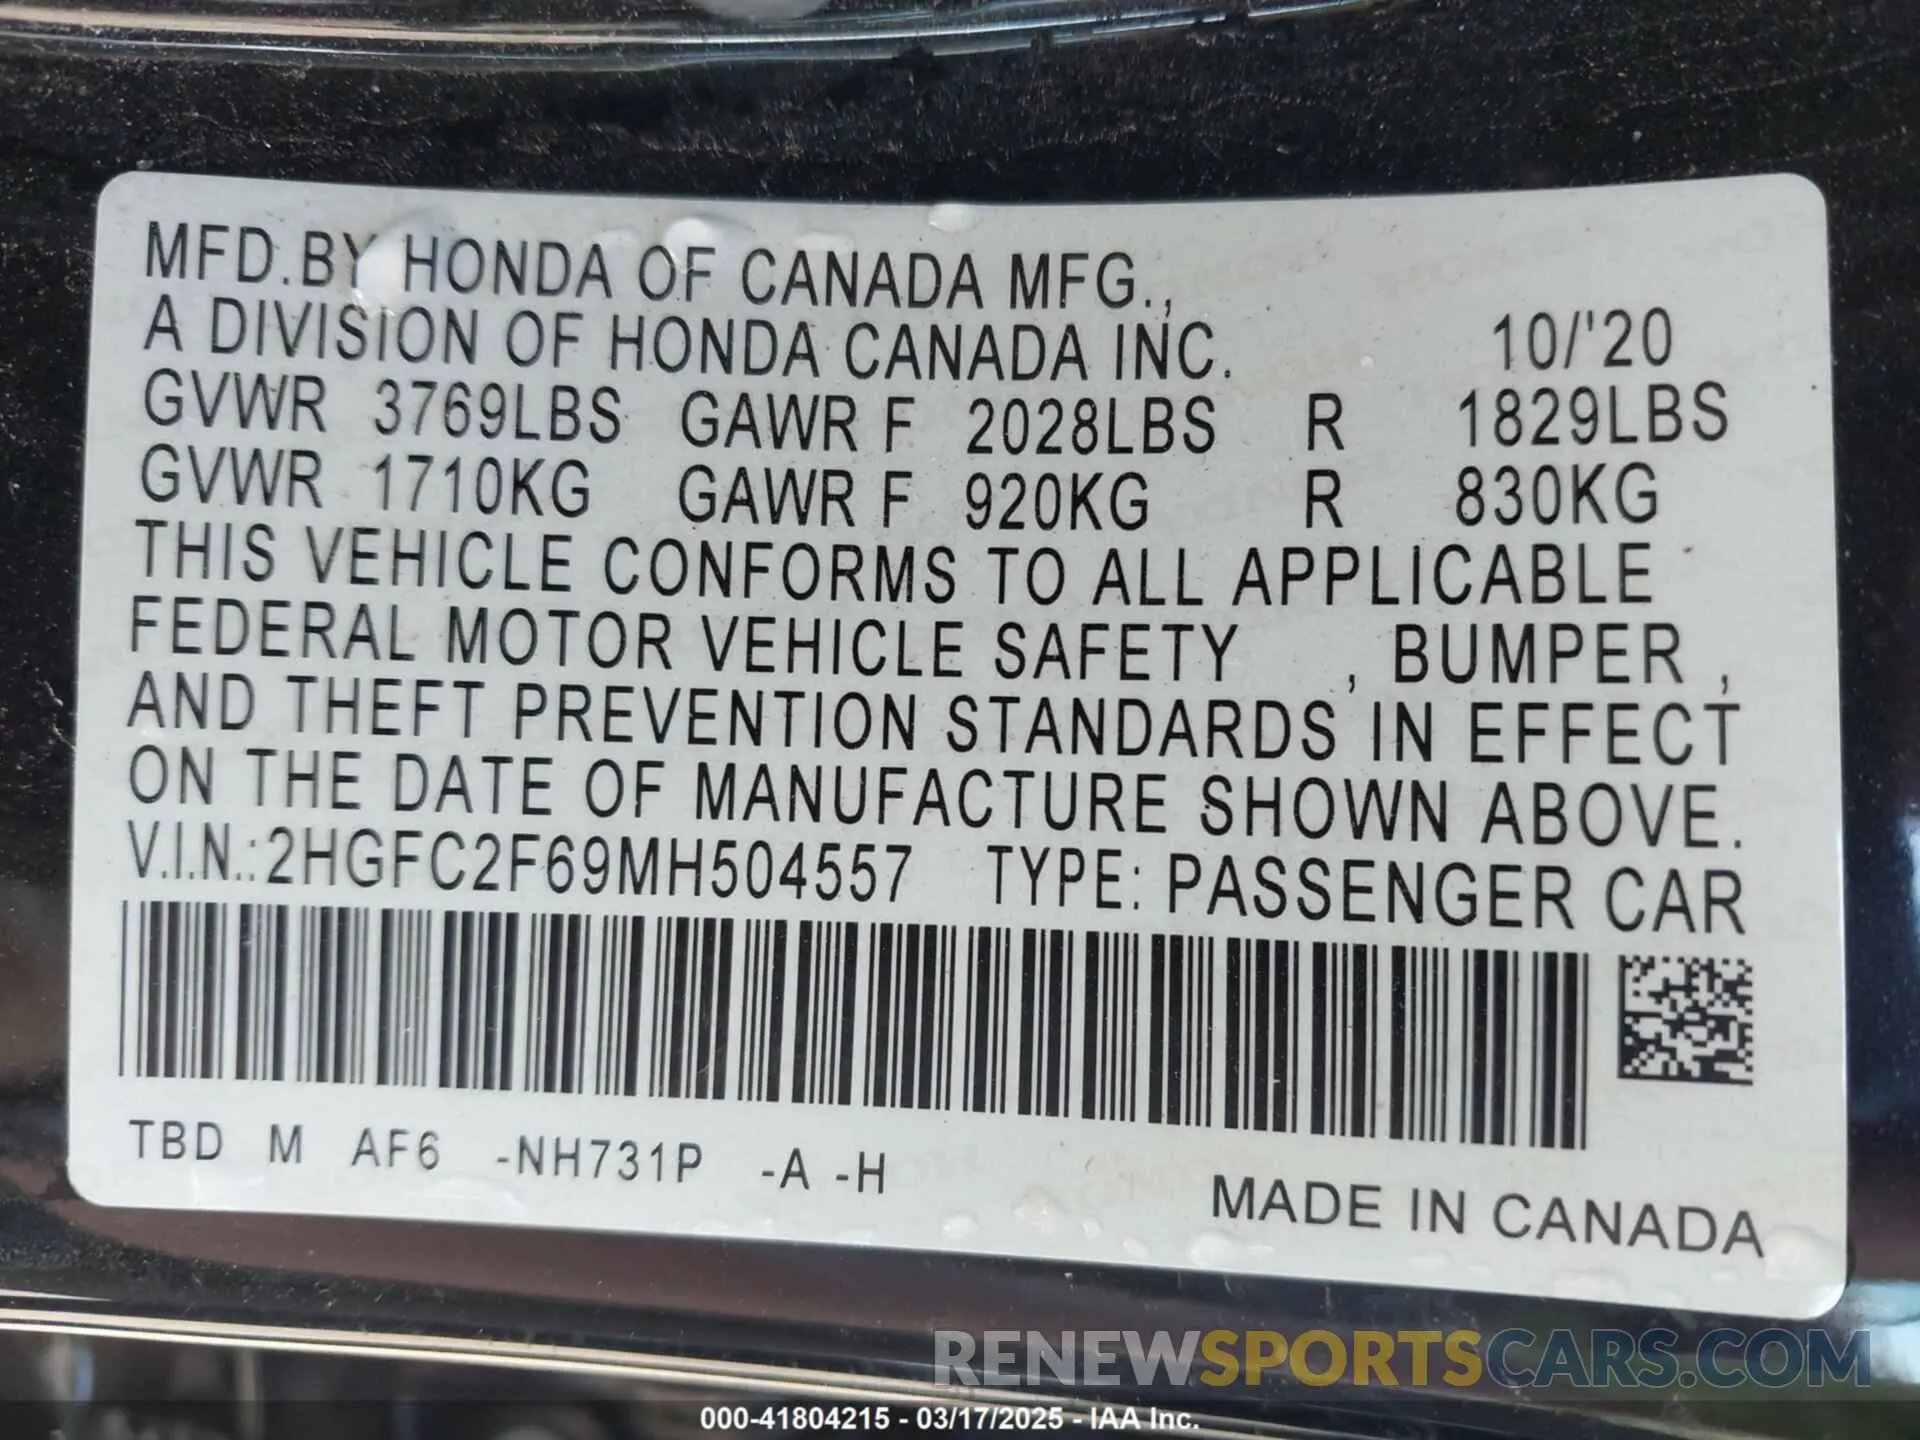 MFD.BY HONDA OF CANADA MFG.,
A DIVISION OF HONDA CANADA INC. 10/'20
GVWR 3769LBS GAWR F 2028LBS R 1829LBS
GVWR 1710KG GAWR F 920KG R 830KG
THIS VEHICLE CONFORMS TO ALL APPLICABLE
FEDERAL MOTOR VEHICLE SAFETY , BUMPER ,
AND THEFT PREVENTION STANDARDS IN EFFECT
ON THE DATE OF MANUFACTURE SHOWN ABOVE.
V.I.N.:2HGFC2F69MH504557 TYPE: PASSENGER CAR
TBD M AF6 -NH731P -A -H
MADE IN CANADA
RENEWSPORTSCARS.COM
000-41804215 - 03/17/2025 - IAA Inc.